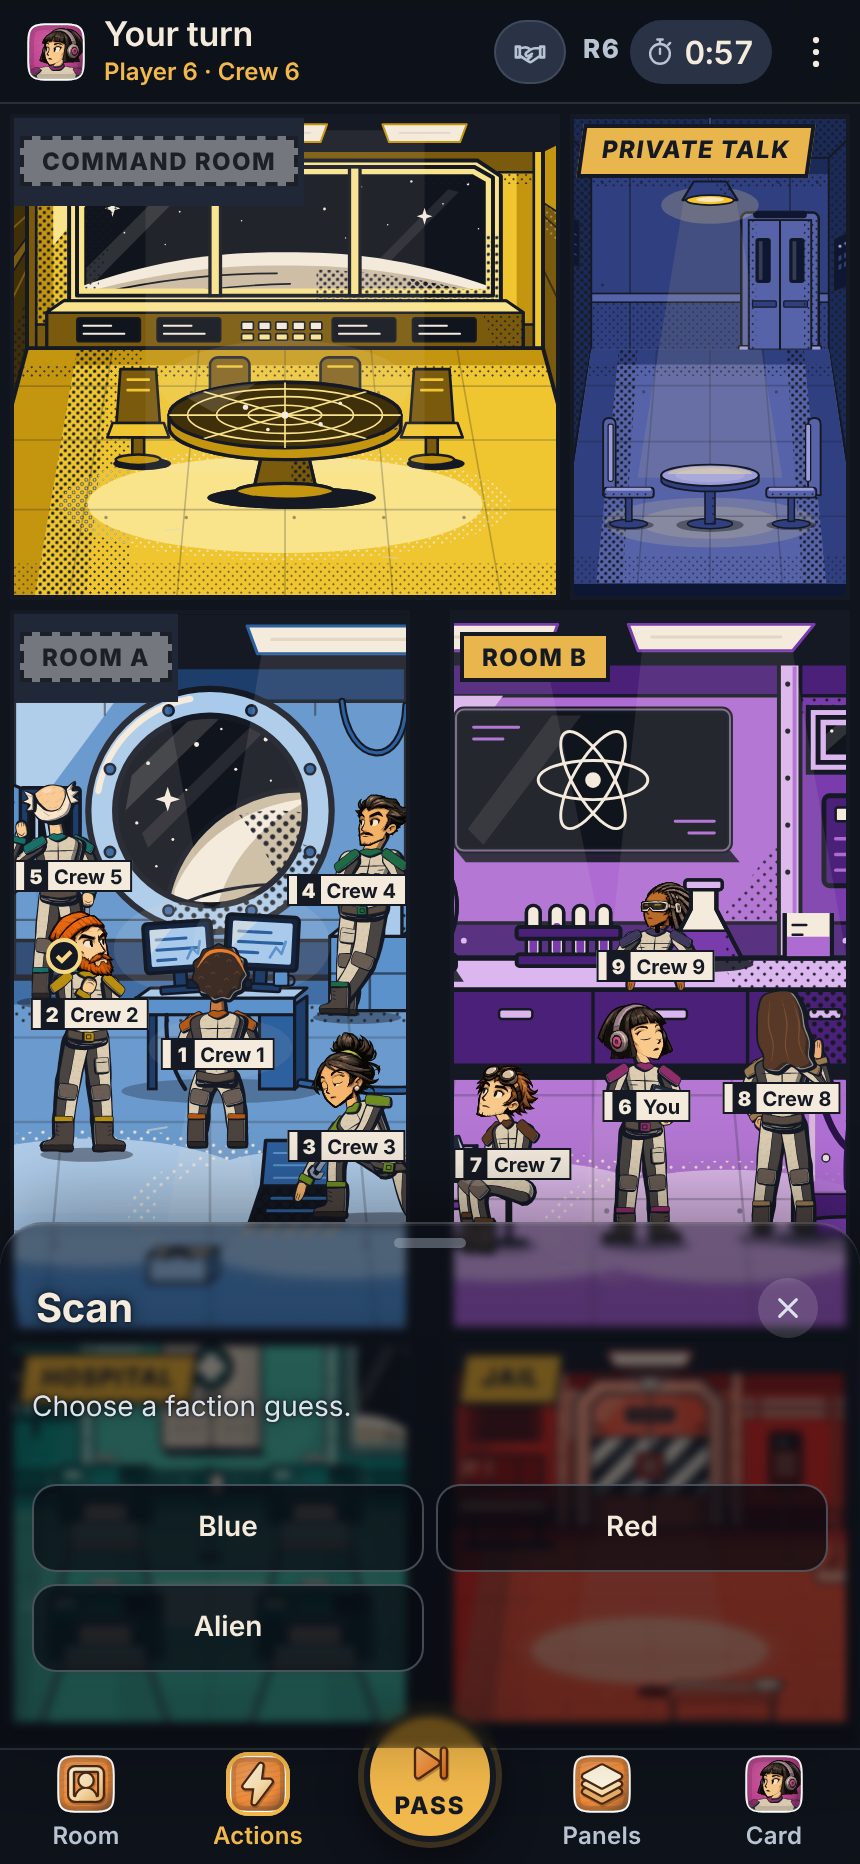 Your turn
Player 6 · Crew 6
R6
0:57
COMMAND ROOM
PRIVATE TALK
ROOM A
ROOM B
5 Crew 5
4 Crew 4
9 Crew 9
2 Crew 2
1 Crew 1
6 You
8 Crew 8
3 Crew 3
7 Crew 7
Scan
HOSPITAL
JAIL
Choose a faction guess.
Blue
Red
Alien
PASS
Room
Actions
Panels
Card